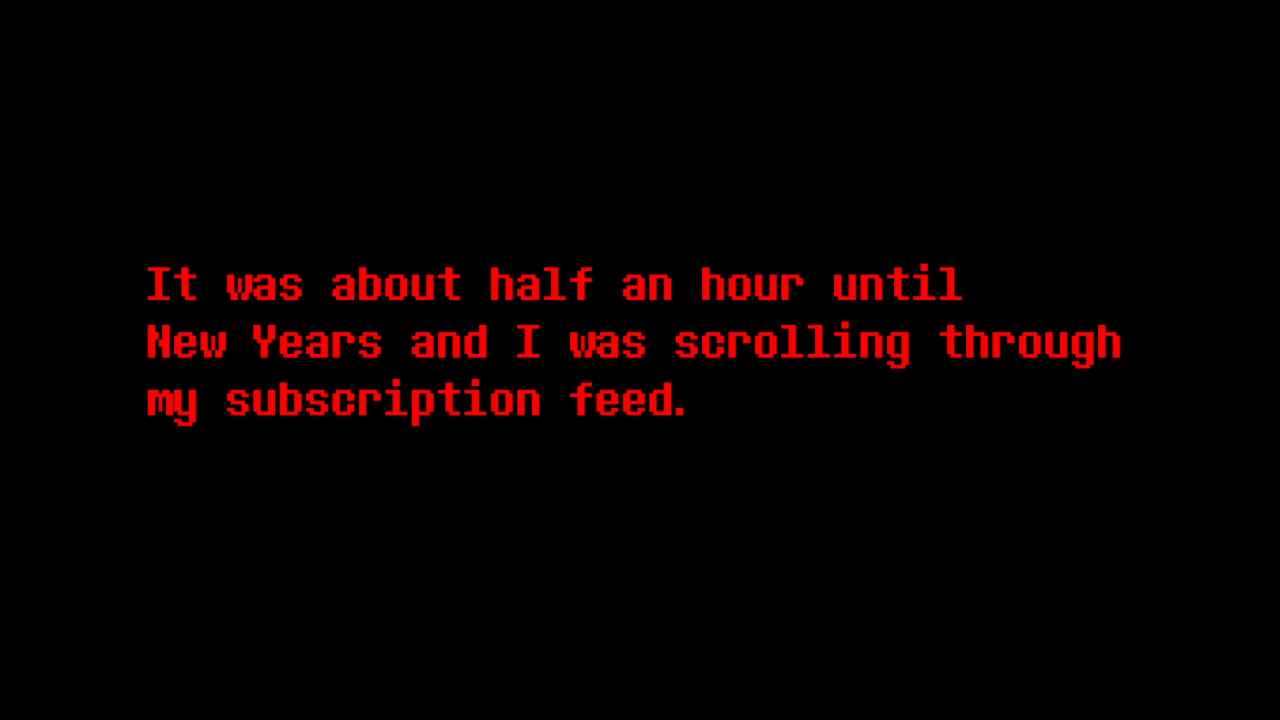 It was about half an hour until
New Years and I was scrolling through
my subscription feed.